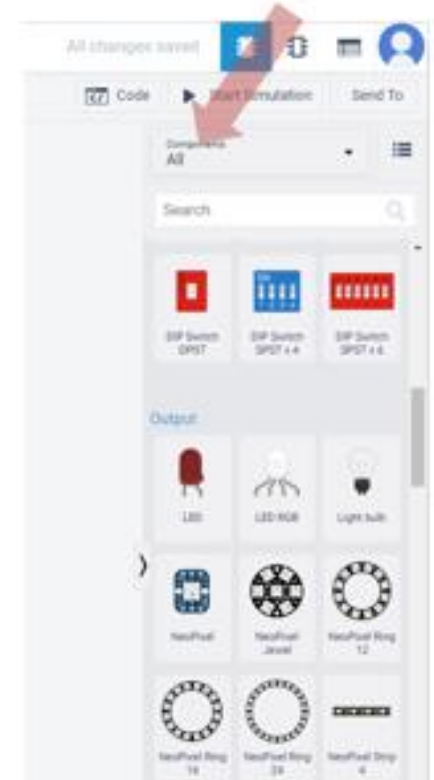 All changes saved
Code
Start Simulation
Send To
Components
All
Search
DIP Switch DPST
DIP Switch SPST x 4
DIP Switch SPST x 6
Output
LED
LED RGB
Light bulb
NeoPixel
NeoPixel Jewel
NeoPixel Ring 12
NeoPixel Ring 16
NeoPixel Ring 24
NeoPixel Strip 4